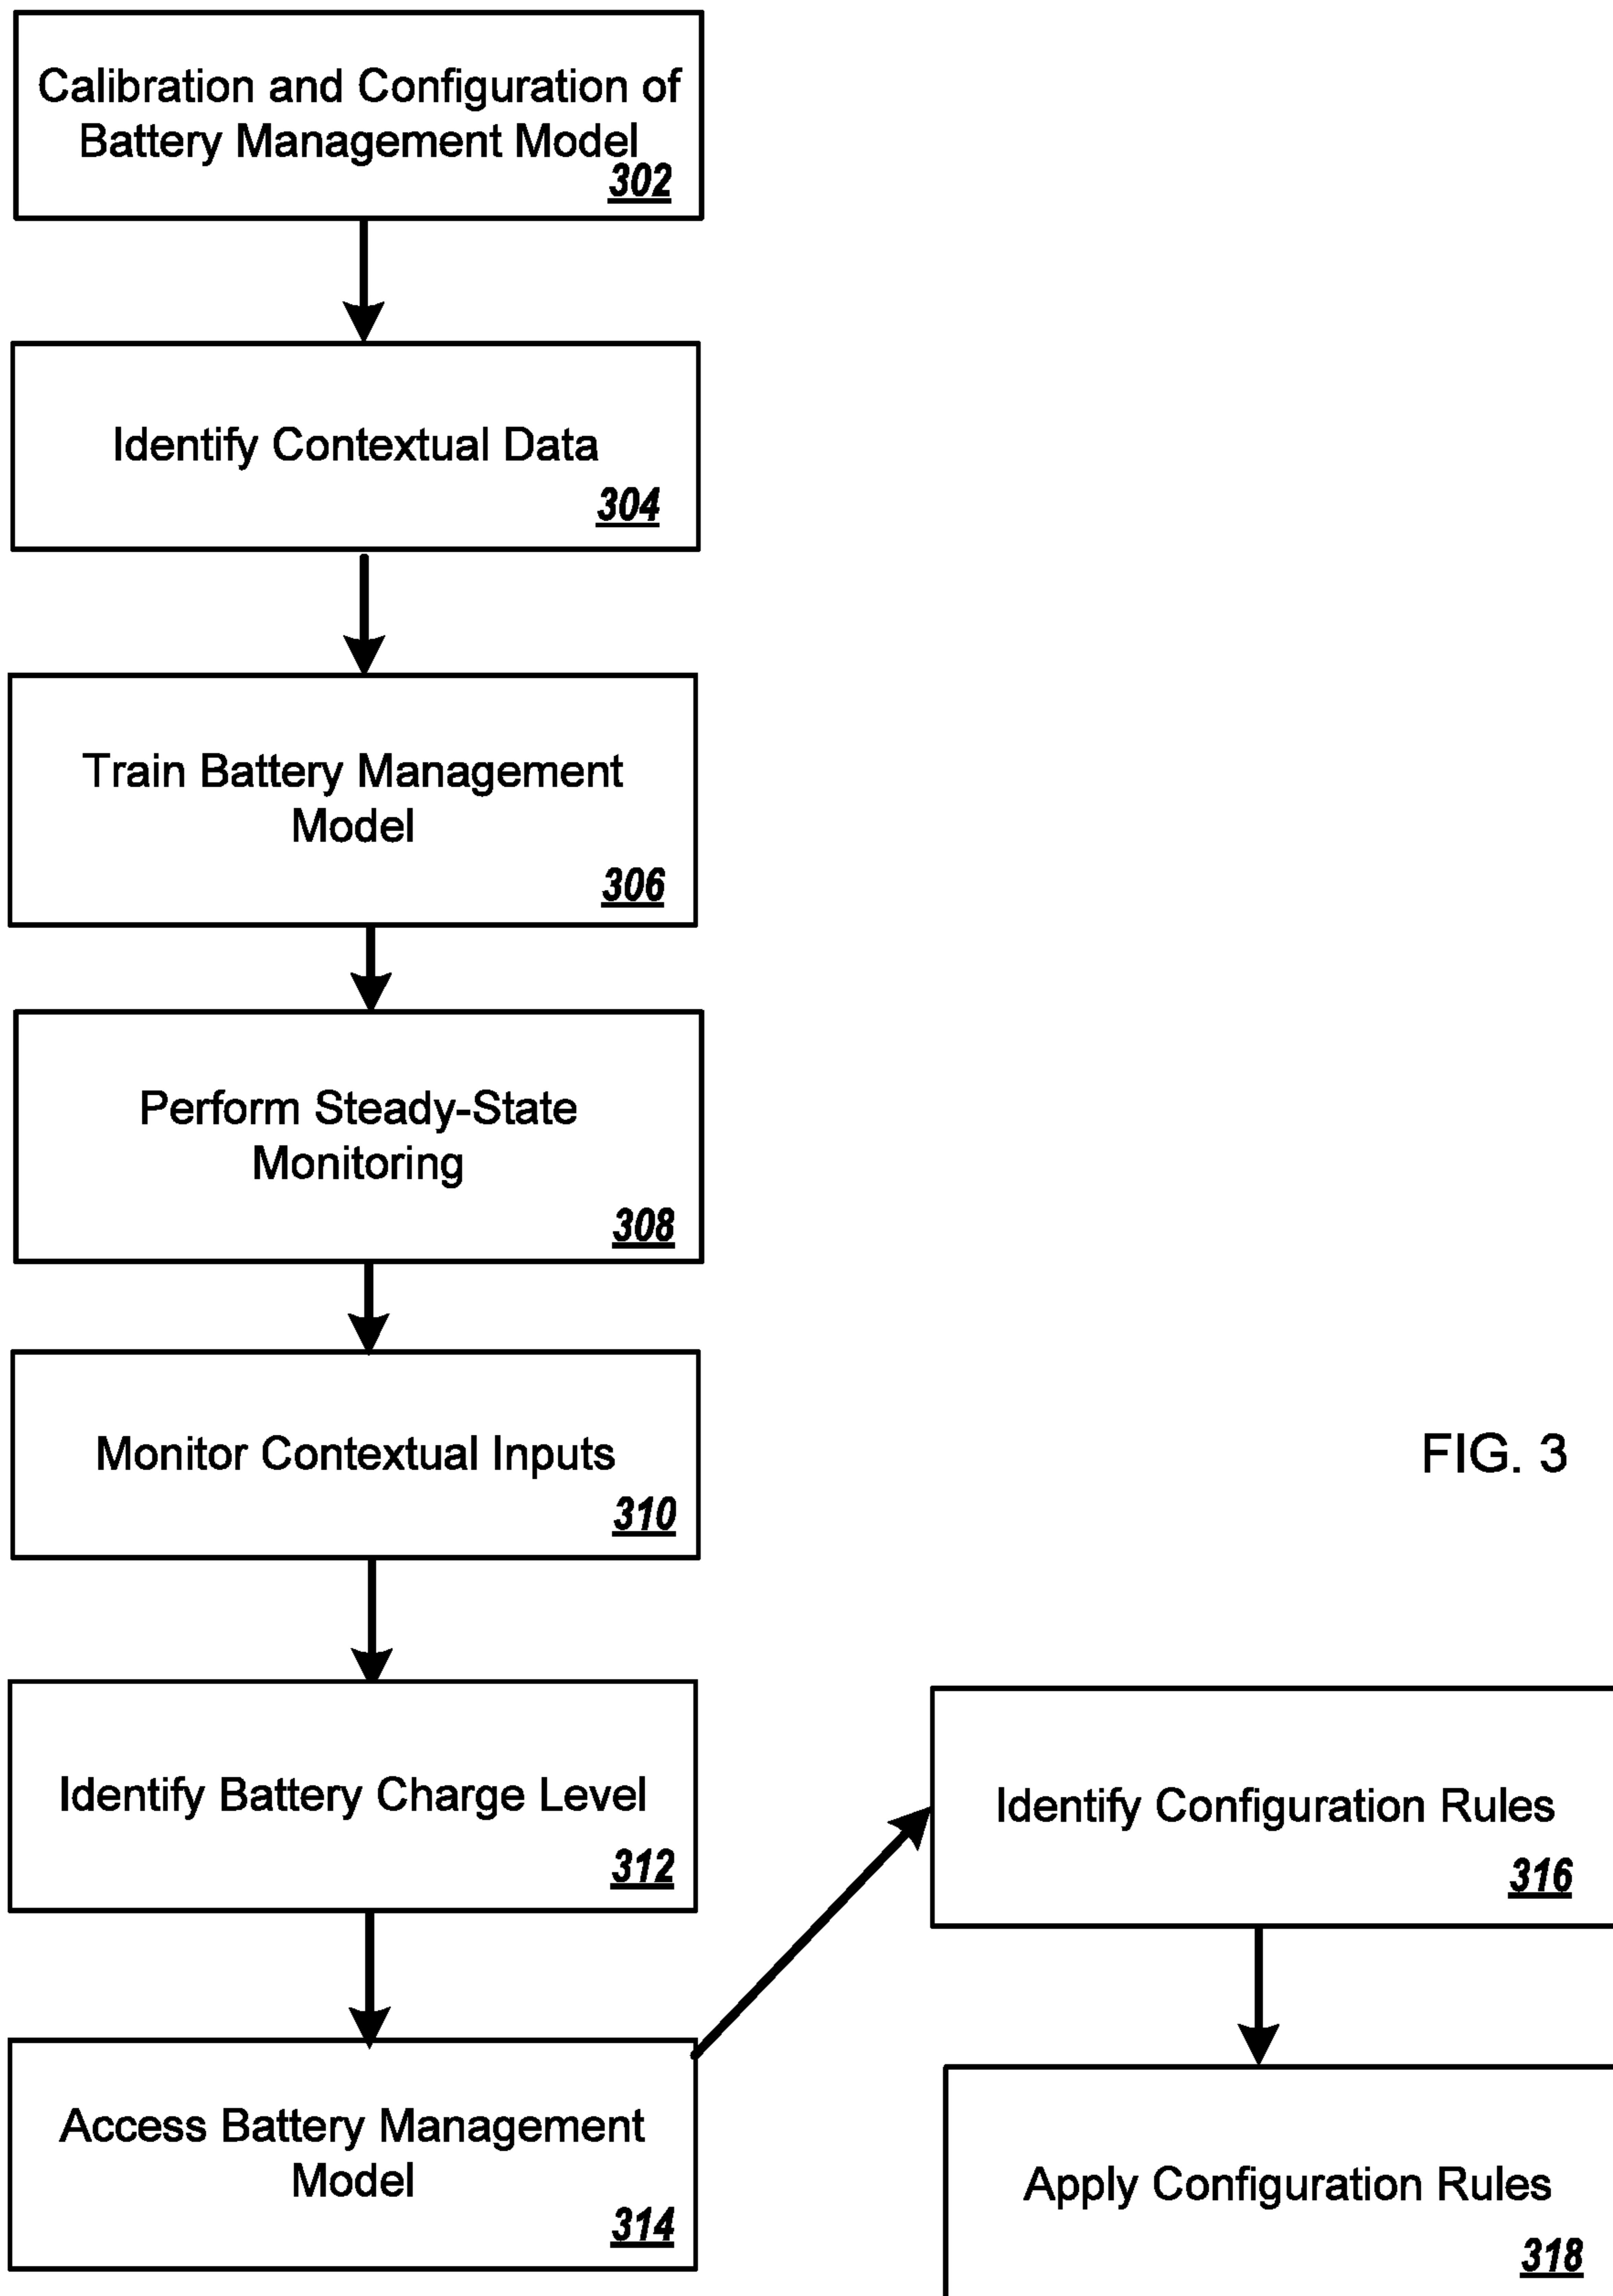 Calibration and Configuration of
Battery Management Model
302
Identify Contextual Data
304
Train Battery Management
Model
306
Perform Steady-State
Monitoring
308
Monitor Contextual Inputs
310
FIG. 3
Identify Battery Charge Level
312
Access Battery Management
Model
314
Identify Configuration Rules
316
Apply Configuration Rules
318